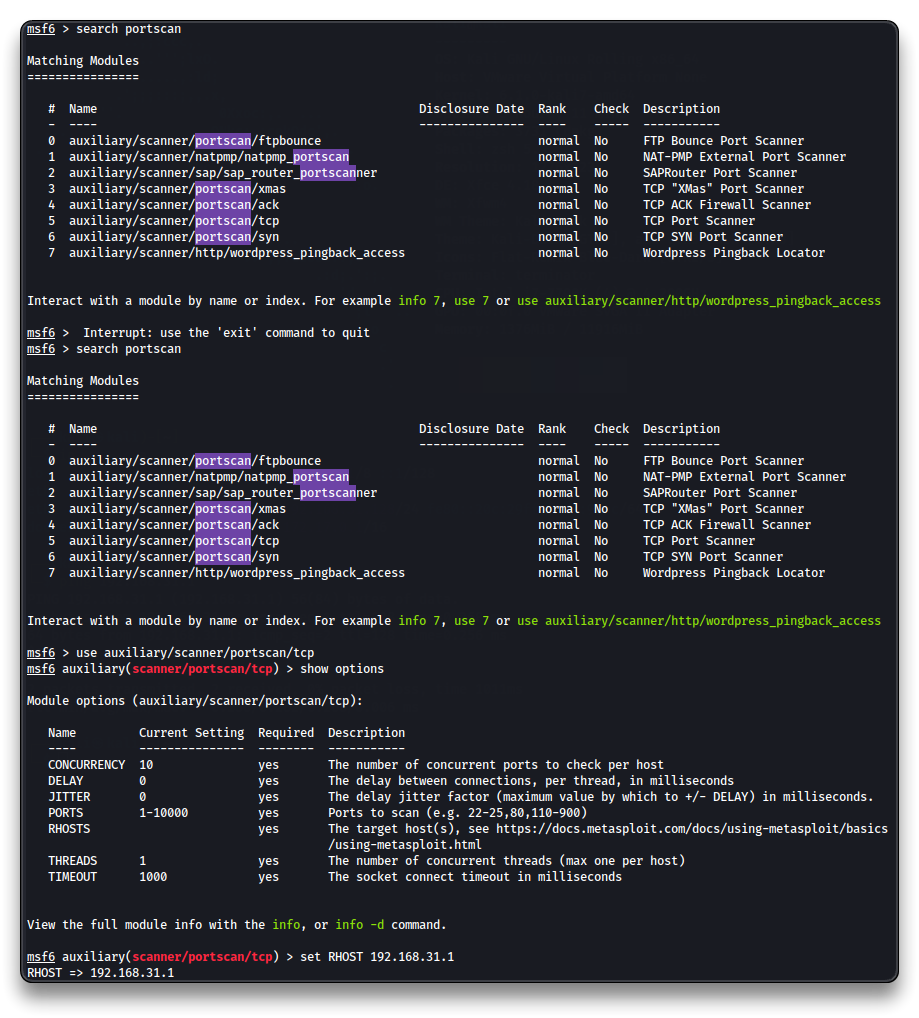 msf6 > search portscan
Matching Modules
================
# Name Disclosure Date Rank Check Description
- ---- --------------- ---- ----- -----------
0 auxiliary/scanner/portscan/ftpbounce normal No FTP Bounce Port Scanner
1 auxiliary/scanner/natpmp/natpmp_portscan normal No NAT-PMP External Port Scanner
2 auxiliary/scanner/sap/sap_router_portscanner normal No SAPRouter Port Scanner
3 auxiliary/scanner/portscan/xmas normal No TCP "XMas" Port Scanner
4 auxiliary/scanner/portscan/ack normal No TCP ACK Firewall Scanner
5 auxiliary/scanner/portscan/tcp normal No TCP Port Scanner
6 auxiliary/scanner/portscan/syn normal No TCP SYN Port Scanner
7 auxiliary/scanner/http/wordpress_pingback_access normal No Wordpress Pingback Locator
Interact with a module by name or index. For example info 7, use 7 or use auxiliary/scanner/http/wordpress_pingback_access
msf6 > Interrupt: use the 'exit' command to quit
msf6 > search portscan
Matching Modules
================
# Name Disclosure Date Rank Check Description
- ---- --------------- ---- ----- -----------
0 auxiliary/scanner/portscan/ftpbounce normal No FTP Bounce Port Scanner
1 auxiliary/scanner/natpmp/natpmp_portscan normal No NAT-PMP External Port Scanner
2 auxiliary/scanner/sap/sap_router_portscanner normal No SAPRouter Port Scanner
3 auxiliary/scanner/portscan/xmas normal No TCP "XMas" Port Scanner
4 auxiliary/scanner/portscan/ack normal No TCP ACK Firewall Scanner
5 auxiliary/scanner/portscan/tcp normal No TCP Port Scanner
6 auxiliary/scanner/portscan/syn normal No TCP SYN Port Scanner
7 auxiliary/scanner/http/wordpress_pingback_access normal No Wordpress Pingback Locator
Interact with a module by name or index. For example info 7, use 7 or use auxiliary/scanner/http/wordpress_pingback_access
msf6 > use auxiliary/scanner/portscan/tcp
msf6 auxiliary(scanner/portscan/tcp) > show options
Module options (auxiliary/scanner/portscan/tcp):
Name Current Setting Required Description
---- --------------- -------- -----------
CONCURRENCY 10 yes The number of concurrent ports to check per host
DELAY 0 yes The delay between connections, per thread, in milliseconds
JITTER 0 yes The delay jitter factor (maximum value by which to +/- DELAY) in milliseconds.
PORTS 1-10000 yes Ports to scan (e.g. 22-25,80,110-900)
RHOSTS yes The target host(s), see https://docs.metasploit.com/docs/using-metasploit/basics
/using-metasploit.html
THREADS 1 yes The number of concurrent threads (max one per host)
TIMEOUT 1000 yes The socket connect timeout in milliseconds
View the full module info with the info, or info -d command.
msf6 auxiliary(scanner/portscan/tcp) > set RHOST 192.168.31.1
RHOST => 192.168.31.1